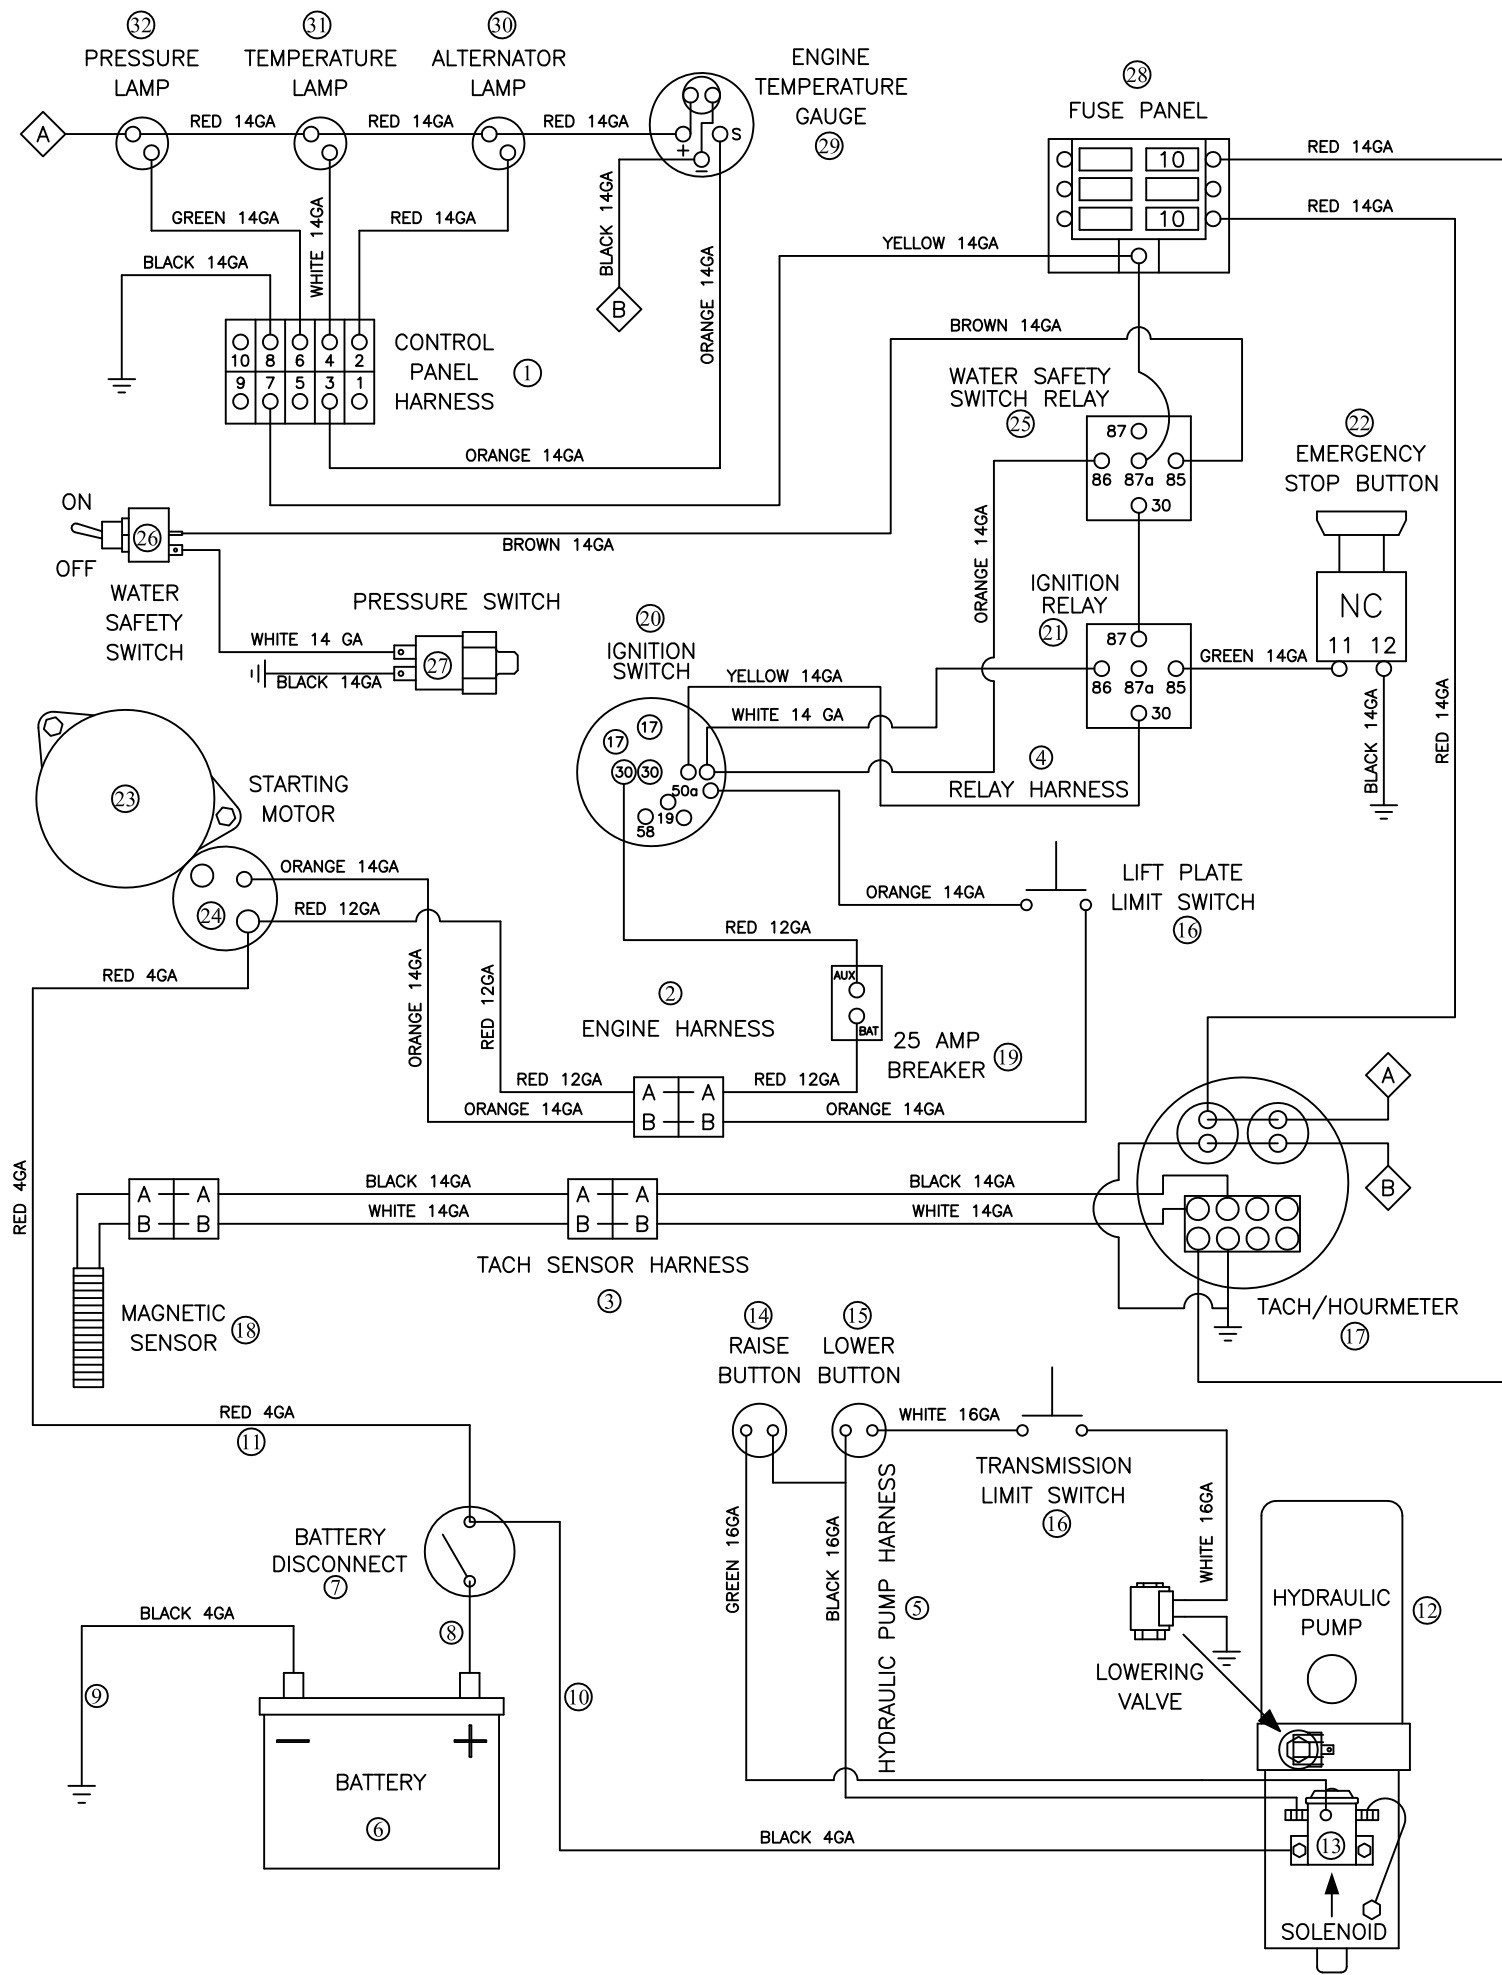 32
PRESSURE
LAMP
31
TEMPERATURE
LAMP
30
ALTERNATOR
LAMP
ENGINE
TEMPERATURE
GAUGE
29
28
FUSE PANEL
A
RED 14GA
RED 14GA
RED 14GA
+
S
–
10
10
RED 14GA
RED 14GA
GREEN 14GA
WHITE 14GA
RED 14GA
BLACK 14GA
BLACK 14GA
B
ORANGE 14GA
YELLOW 14GA
10 8 6 4 2
9 7 5 3 1
CONTROL
PANEL
HARNESS
1
BROWN 14GA
WATER SAFETY
SWITCH RELAY
25
87
86 87a 85
30
22
EMERGENCY
STOP BUTTON
ORANGE 14GA
ON
OFF
26
WATER
SAFETY
SWITCH
BROWN 14GA
ORANGE 14GA
PRESSURE SWITCH
WHITE 14 GA
BLACK 14GA
27
20
IGNITION
SWITCH
IGNITION
RELAY
21
87
86 87a 85
30
NC
11 12
GREEN 14GA
BLACK 14GA
RED 14GA
YELLOW 14GA
WHITE 14 GA
17
17
30 30
50a
19
58
4
RELAY HARNESS
23
STARTING
MOTOR
24
ORANGE 14GA
RED 12GA
RED 4GA
ORANGE 14GA
RED 12GA
ORANGE 14GA
LIFT PLATE
LIMIT SWITCH
16
RED 12GA
2
ENGINE HARNESS
AUX
BAT
25 AMP
BREAKER
19
RED 12GA
A A
RED 12GA
ORANGE 14GA
B B
ORANGE 14GA
A
B
RED 4GA
A A
BLACK 14GA
A A
BLACK 14GA
B B
WHITE 14GA
B B
WHITE 14GA
TACH SENSOR HARNESS
3
MAGNETIC
SENSOR
18
TACH/HOURMETER
17
14
RAISE
BUTTON
15
LOWER
BUTTON
RED 4GA
11
WHITE 16GA
TRANSMISSION
LIMIT SWITCH
16
GREEN 16GA
BLACK 16GA
HYDRAULIC PUMP HARNESS
5
WHITE 16GA
BATTERY
DISCONNECT
7
HYDRAULIC
PUMP
12
BLACK 4GA
8
9
10
LOWERING
VALVE
– +
BATTERY
6
BLACK 4GA
13
SOLENOID